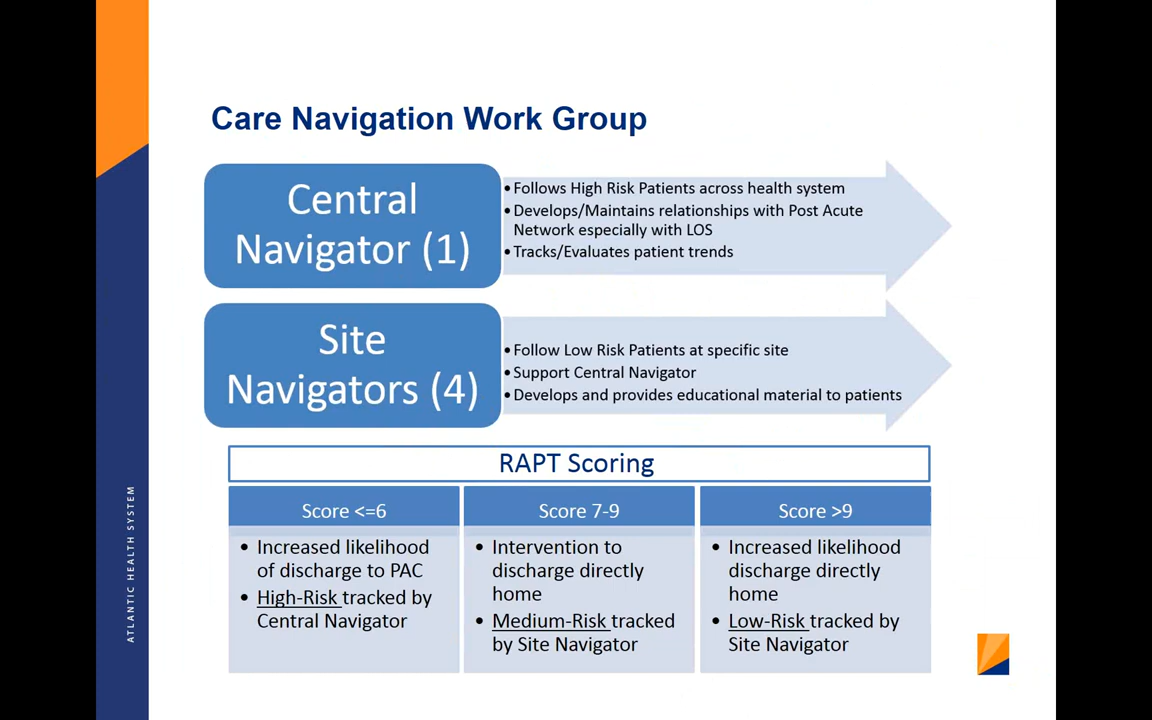 Care Navigation Work Group
Central
Navigator (1)
•Follows High Risk Patients across health system
•Develops/Maintains relationships with Post Acute
Network especially with LOS
•Tracks/Evaluates patient trends
Site
Navigators (4)
•Follow Low Risk Patients at specific site
•Support Central Navigator
•Develops and provides educational material to patients
RAPT Scoring
Score <=6
• Increased likelihood
of discharge to PAC
• High-Risk tracked by
Central Navigator
Score 7-9
• Intervention to
discharge directly
home
• Medium-Risk tracked
by Site Navigator
Score >9
• Increased likelihood
discharge directly
home
• Low-Risk tracked by
Site Navigator
ATLANTIC HEALTH SYSTEM